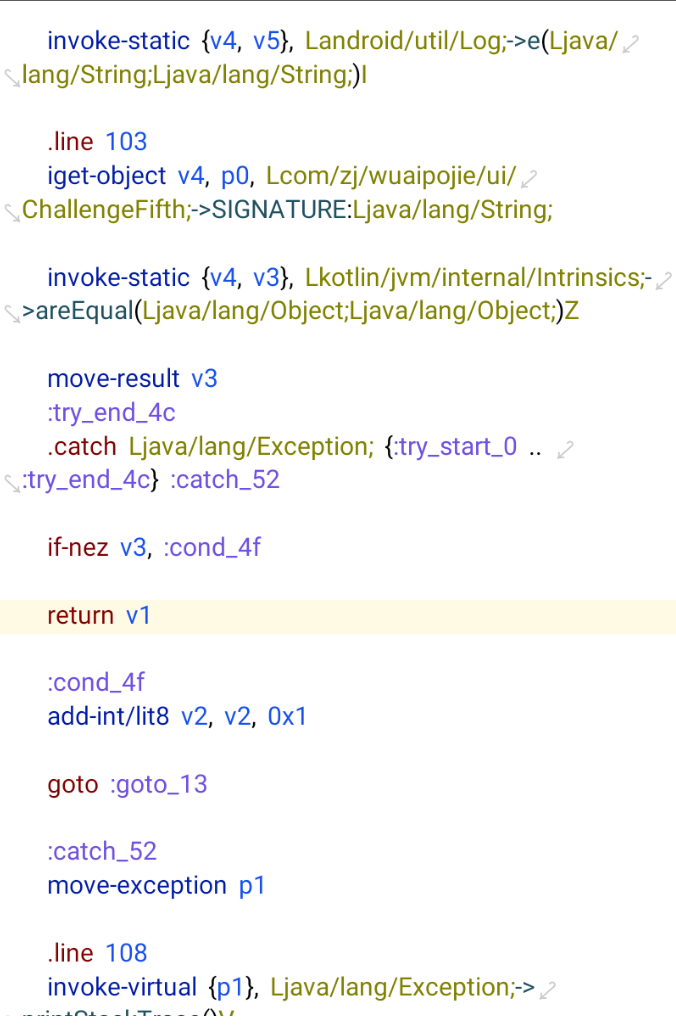 invoke-static {v4, v5}, Landroid/util/Log;->e(Ljava/
lang/String;Ljava/lang/String;)I
.line 103
iget-object v4, p0, Lcom/zj/wuaipojie/ui/
ChallengeFifth;->SIGNATURE:Ljava/lang/String;
invoke-static {v4, v3}, Lkotlin/jvm/internal/Intrinsics;-
>areEqual(Ljava/lang/Object;Ljava/lang/Object;)Z
move-result v3
:try_end_4c
.catch Ljava/lang/Exception; {:try_start_0 ..
:try_end_4c} :catch_52
if-nez v3, :cond_4f
return v1
:cond_4f
add-int/lit8 v2, v2, 0x1
goto :goto_13
:catch_52
move-exception p1
.line 108
invoke-virtual {p1}, Ljava/lang/Exception;->
printStackTrace()V